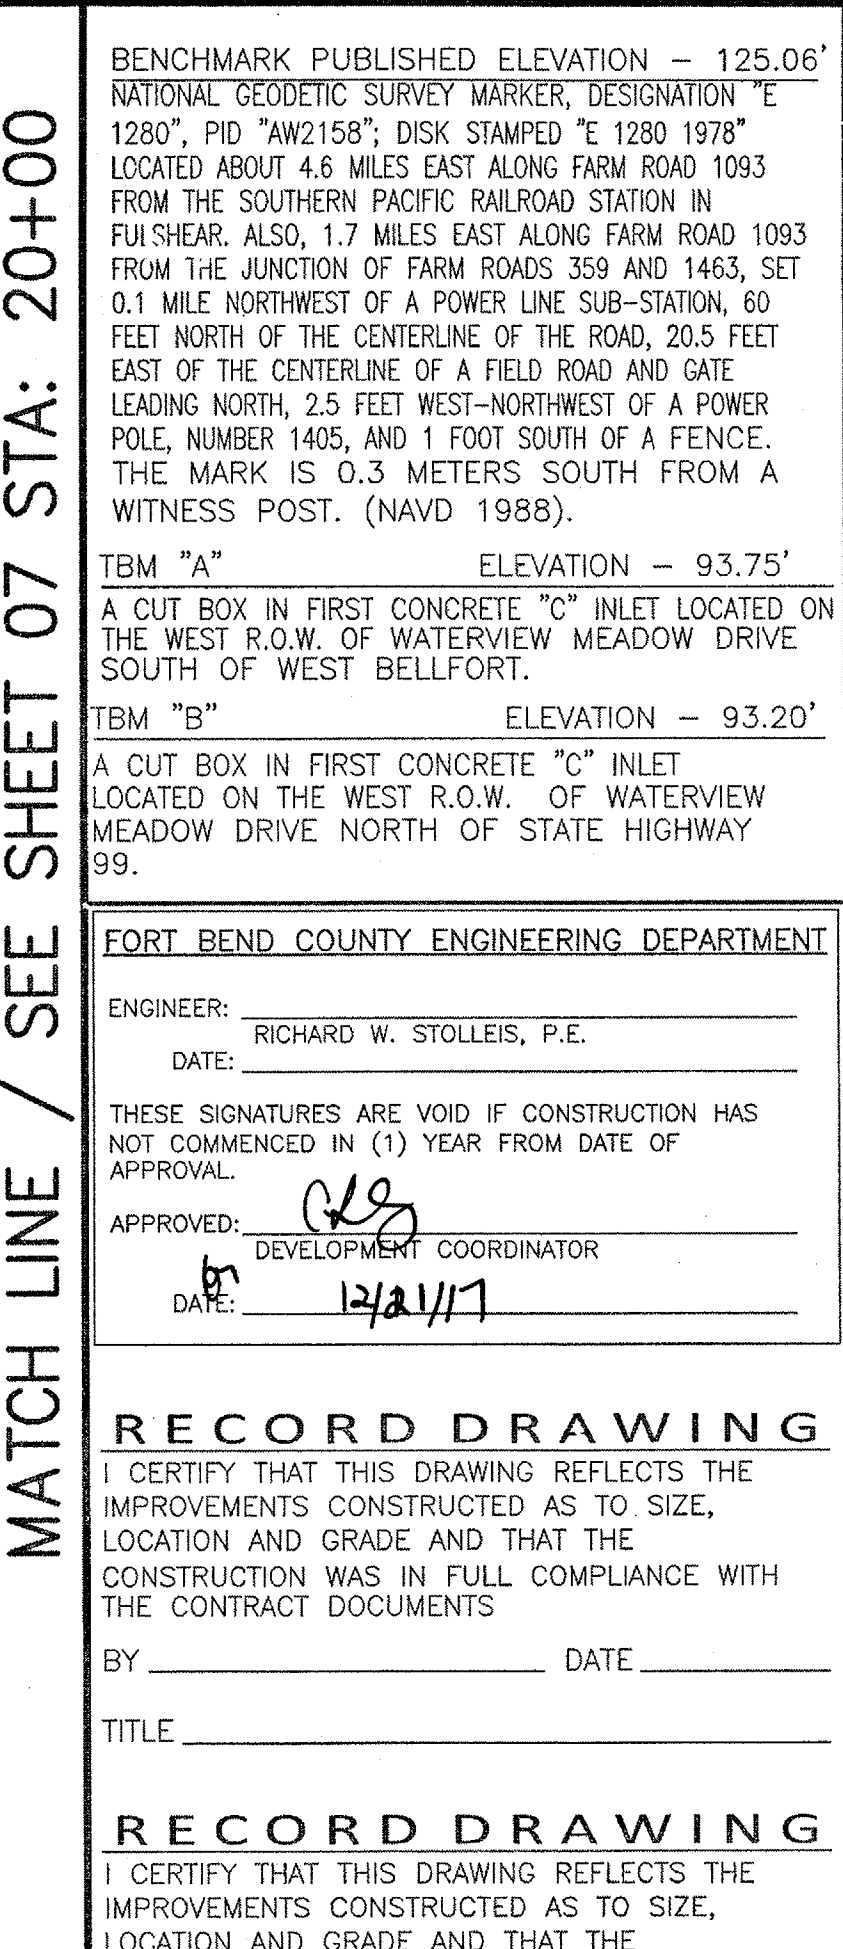 MATCH LINE / SEE SHEET 07 STA: 20+00
BENCHMARK PUBLISHED ELEVATION – 125.06'
NATIONAL GEODETIC SURVEY MARKER, DESIGNATION "E
1280", PID "AW2158"; DISK STAMPED "E 1280 1978"
LOCATED ABOUT 4.6 MILES EAST ALONG FARM ROAD 1093
FROM THE SOUTHERN PACIFIC RAILROAD STATION IN
FULSHEAR. ALSO, 1.7 MILES EAST ALONG FARM ROAD 1093
FROM THE JUNCTION OF FARM ROADS 359 AND 1463, SET
0.1 MILE NORTHWEST OF A POWER LINE SUB-STATION, 60
FEET NORTH OF THE CENTERLINE OF THE ROAD, 20.5 FEET
EAST OF THE CENTERLINE OF A FIELD ROAD AND GATE
LEADING NORTH, 2.5 FEET WEST-NORTHWEST OF A POWER
POLE, NUMBER 1405, AND 1 FOOT SOUTH OF A FENCE.
THE MARK IS 0.3 METERS SOUTH FROM A
WITNESS POST. (NAVD 1988).
TBM "A" ELEVATION – 93.75'
A CUT BOX IN FIRST CONCRETE "C" INLET LOCATED ON
THE WEST R.O.W. OF WATERVIEW MEADOW DRIVE
SOUTH OF WEST BELLFORT.
TBM "B" ELEVATION – 93.20'
A CUT BOX IN FIRST CONCRETE "C" INLET
LOCATED ON THE WEST R.O.W. OF WATERVIEW
MEADOW DRIVE NORTH OF STATE HIGHWAY
99.
FORT BEND COUNTY ENGINEERING DEPARTMENT
ENGINEER:
RICHARD W. STOLLEIS, P.E.
DATE:
THESE SIGNATURES ARE VOID IF CONSTRUCTION HAS
NOT COMMENCED IN (1) YEAR FROM DATE OF
APPROVAL.
APPROVED:
DEVELOPMENT COORDINATOR
DATE: 12/21/17
RECORD DRAWING
I CERTIFY THAT THIS DRAWING REFLECTS THE
IMPROVEMENTS CONSTRUCTED AS TO SIZE,
LOCATION AND GRADE AND THAT THE
CONSTRUCTION WAS IN FULL COMPLIANCE WITH
THE CONTRACT DOCUMENTS
BY DATE
TITLE
RECORD DRAWING
I CERTIFY THAT THIS DRAWING REFLECTS THE
IMPROVEMENTS CONSTRUCTED AS TO SIZE,
LOCATION AND GRADE AND THAT THE